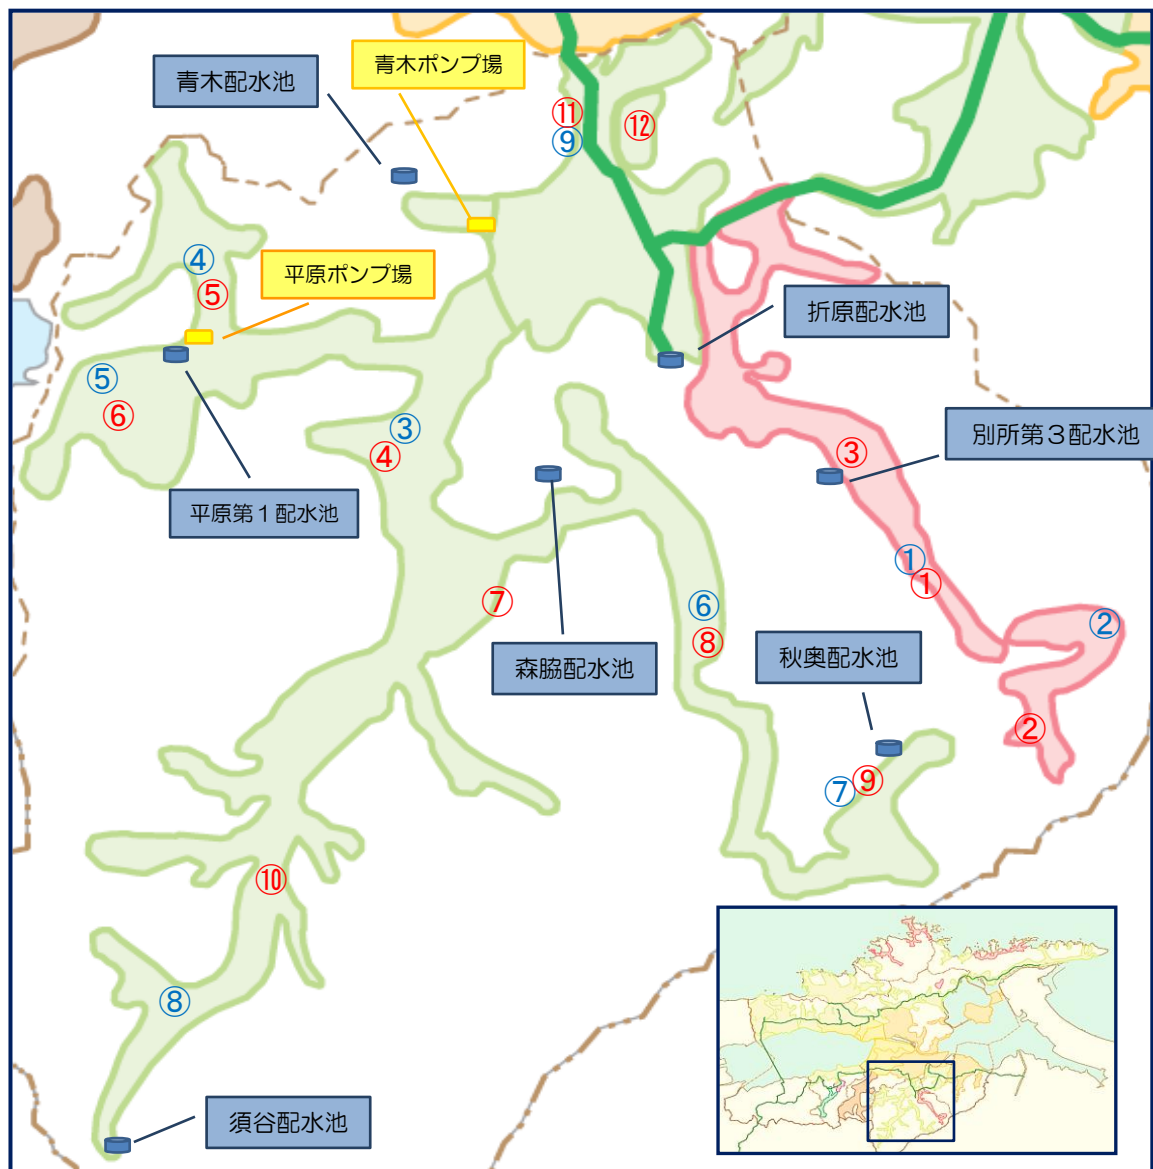 青木ポンプ場
青木配水池
⑪
⑨
⑫
④
⑤
平原ポンプ場
折原配水池
⑤
⑥
③
④
別所第3配水池
③
平原第1配水池
①
①
⑦
⑥
⑧
②
森脇配水池
秋奥配水池
②
⑦
⑨
⑩
⑧
須谷配水池